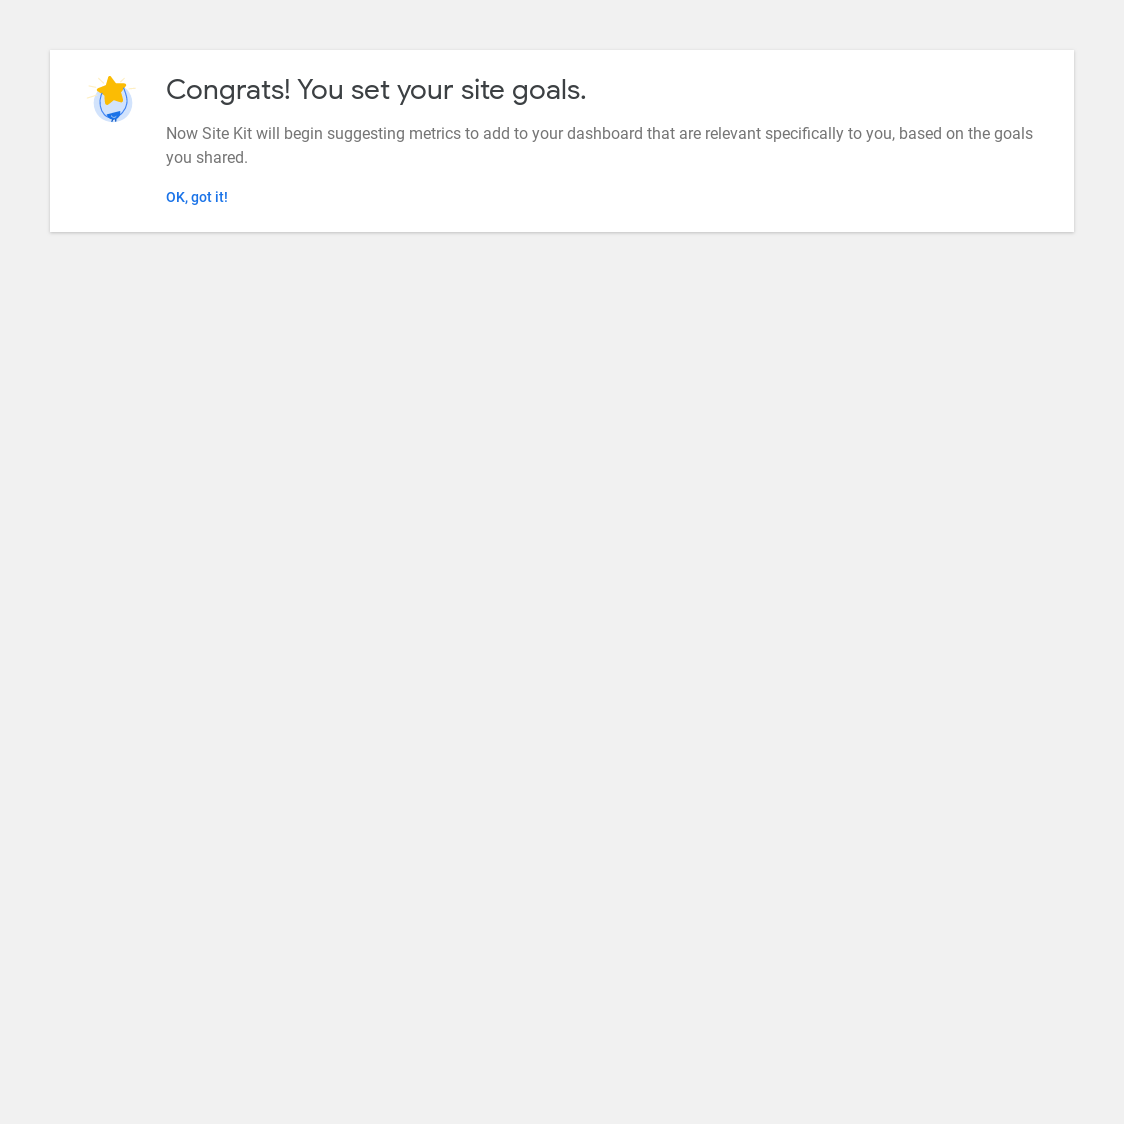 Congrats! You set your site goals.
Now Site Kit will begin suggesting metrics to add to your dashboard that are relevant specifically to you, based on the goals
you shared.
OK, got it!